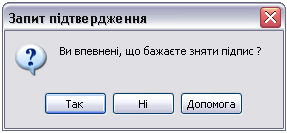 Запит підтвердження
Ви впевнені, що бажаєте зняти підпис ?
Так
Ні
Допомога